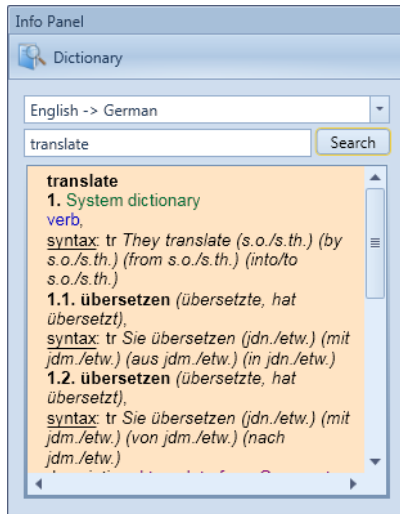 Info Panel
Dictionary
English -> German
translate
Search
translate
1. System dictionary
verb,
syntax: tr They translate (s.o./s.th.) (by
s.o./s.th.) (from s.o./s.th.) (into/to
s.o./s.th.)
1.1. übersetzen (übersetzte, hat
übersetzt),
syntax: tr Sie übersetzen (jdn./etw.) (mit
jdm./etw.) (aus jdm./etw.) (in jdn./etw.)
1.2. übersetzen (übersetzte, hat
übersetzt),
syntax: tr Sie übersetzen (jdn./etw.) (mit
jdm./etw.) (von jdm./etw.) (nach
jdm./etw.)